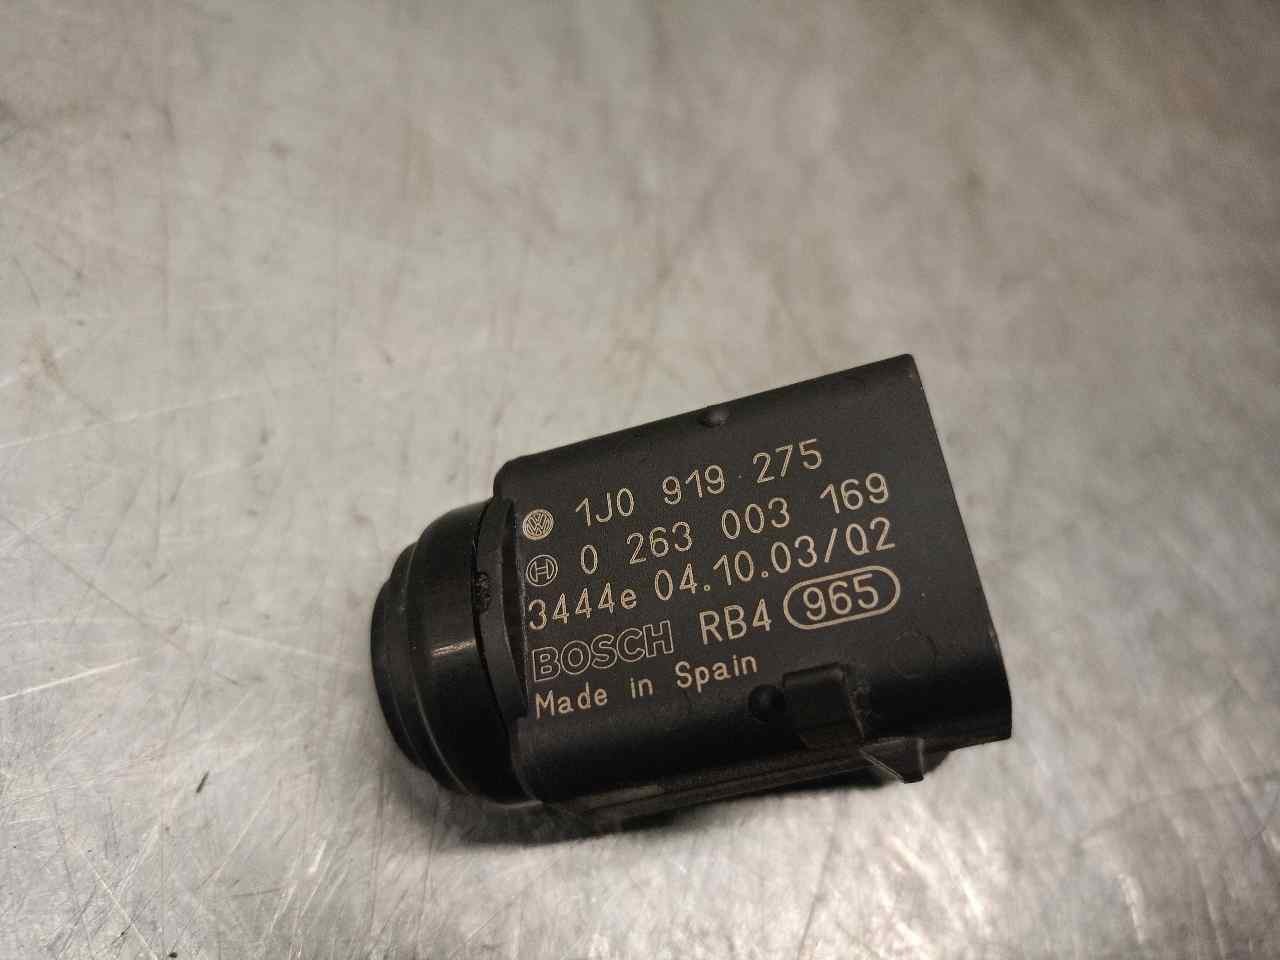 1J0 919 275
0 263 003 169
3444e 04.10.03/Q2
BOSCH RB4 965
Made in Spain